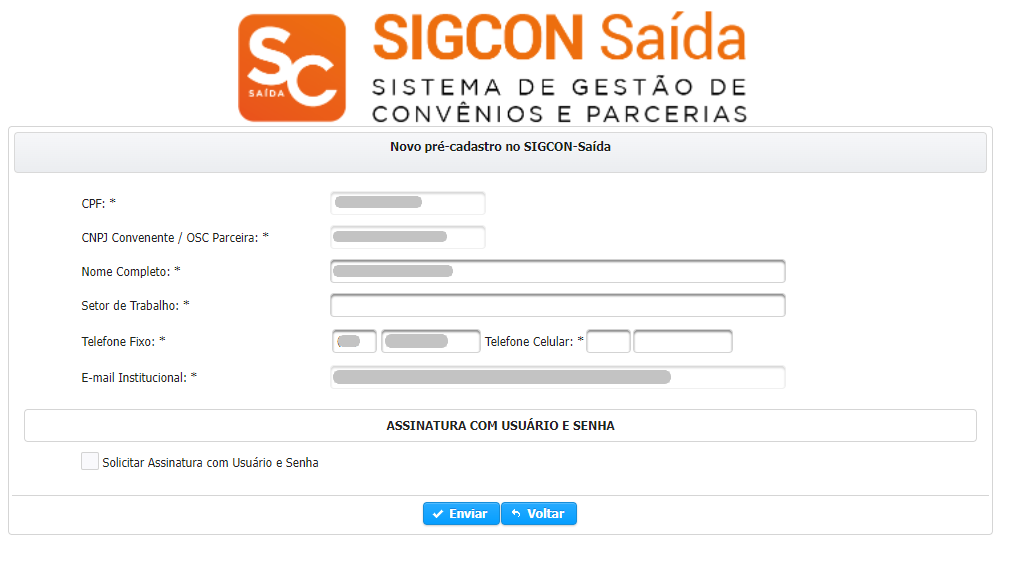 SC
SAÍDA
SIGCON Saída
SISTEMA DE GESTÃO DE
CONVÊNIOS E PARCERIAS
Novo pré-cadastro no SIGCON-Saída
CPF: *
CNPJ Convenente / OSC Parceira: *
Nome Completo: *
Setor de Trabalho: *
Telefone Fixo: * Telefone Celular: *
E-mail Institucional: *
ASSINATURA COM USUÁRIO E SENHA
Solicitar Assinatura com Usuário e Senha
Enviar Voltar